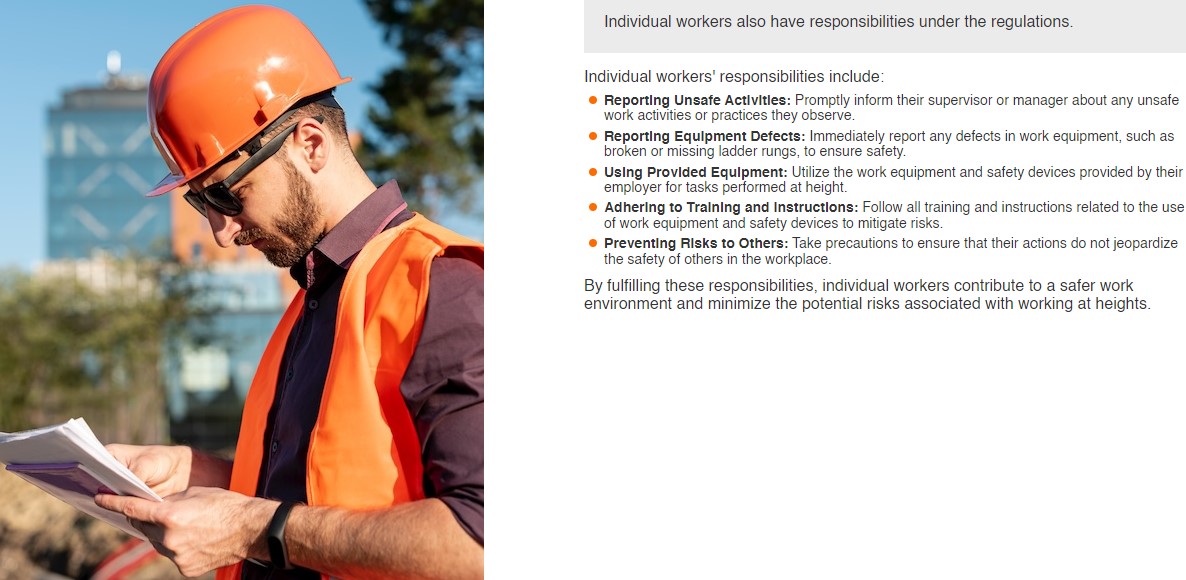 Individual workers also have responsibilities under the regulations.
Individual workers' responsibilities include:
Reporting Unsafe Activities: Promptly inform their supervisor or manager about any unsafe
work activities or practices they observe.
Reporting Equipment Defects: Immediately report any defects in work equipment, such as
broken or missing ladder rungs, to ensure safety.
Using Provided Equipment: Utilize the work equipment and safety devices provided by their
employer for tasks performed at height.
Adhering to Training and Instructions: Follow all training and instructions related to the use
of work equipment and safety devices to mitigate risks.
Preventing Risks to Others: Take precautions to ensure that their actions do not jeopardize
the safety of others in the workplace.
By fulfilling these responsibilities, individual workers contribute to a safer work
environment and minimize the potential risks associated with working at heights.